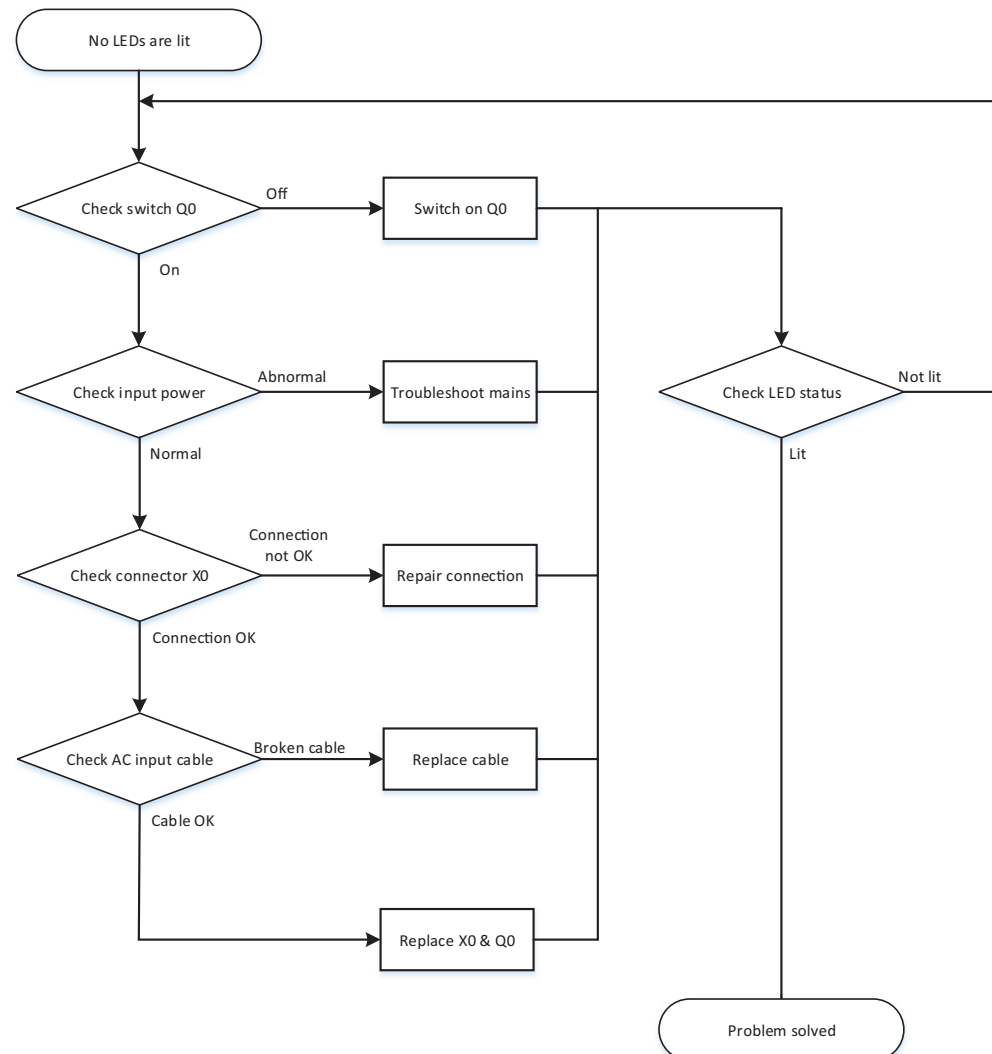 No LEDs are lit
Check switch Q0
Off
Switch on Q0
On
Check input power
Abnormal
Troubleshoot mains
Check LED status
Not lit
Normal
Lit
Check connector X0
Connection
not OK
Repair connection
Connection OK
Check AC input cable
Broken cable
Replace cable
Cable OK
Replace X0 & Q0
Problem solved